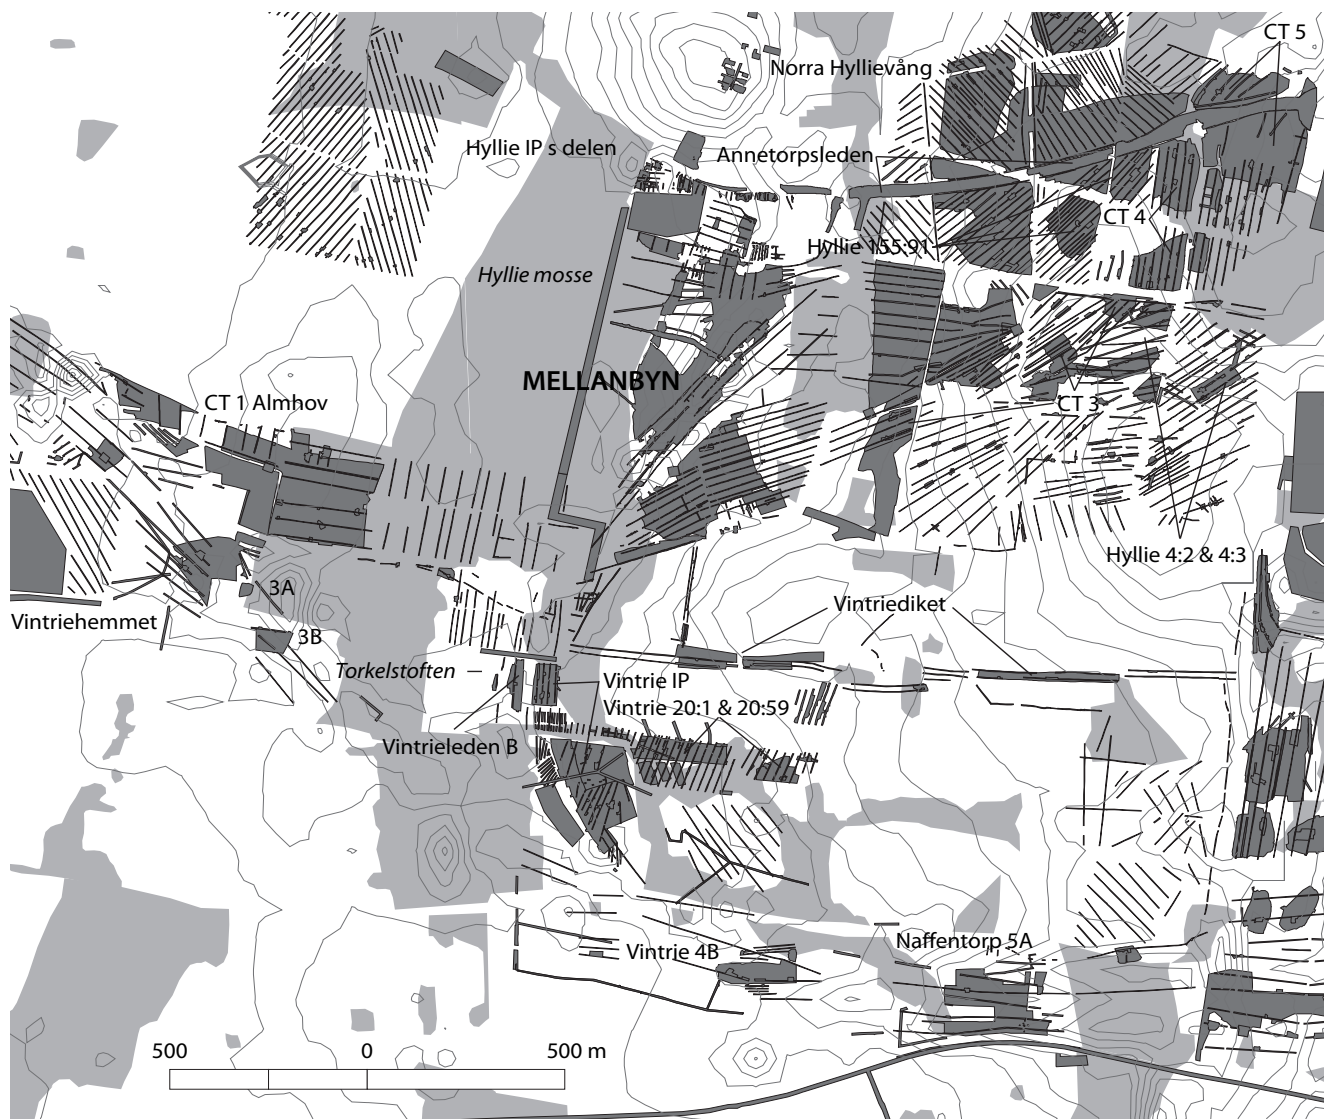 CT 5
Norra Hyllievång
Hyllie IP s delen
Annetorpsleden
CT 4
Hyllie 155:91
Hyllie mosse
MELLANBYN
CT 1 Almhov
CT 3
Hyllie 4:2 & 4:3
3A
Vintriediket
Vintriehemmet
3B
Torkelstoften
Vintrie IP
Vintrie 20:1 & 20:59
Vintrieleden B
Naffentorp 5A
Vintrie 4B
500 0 500 m